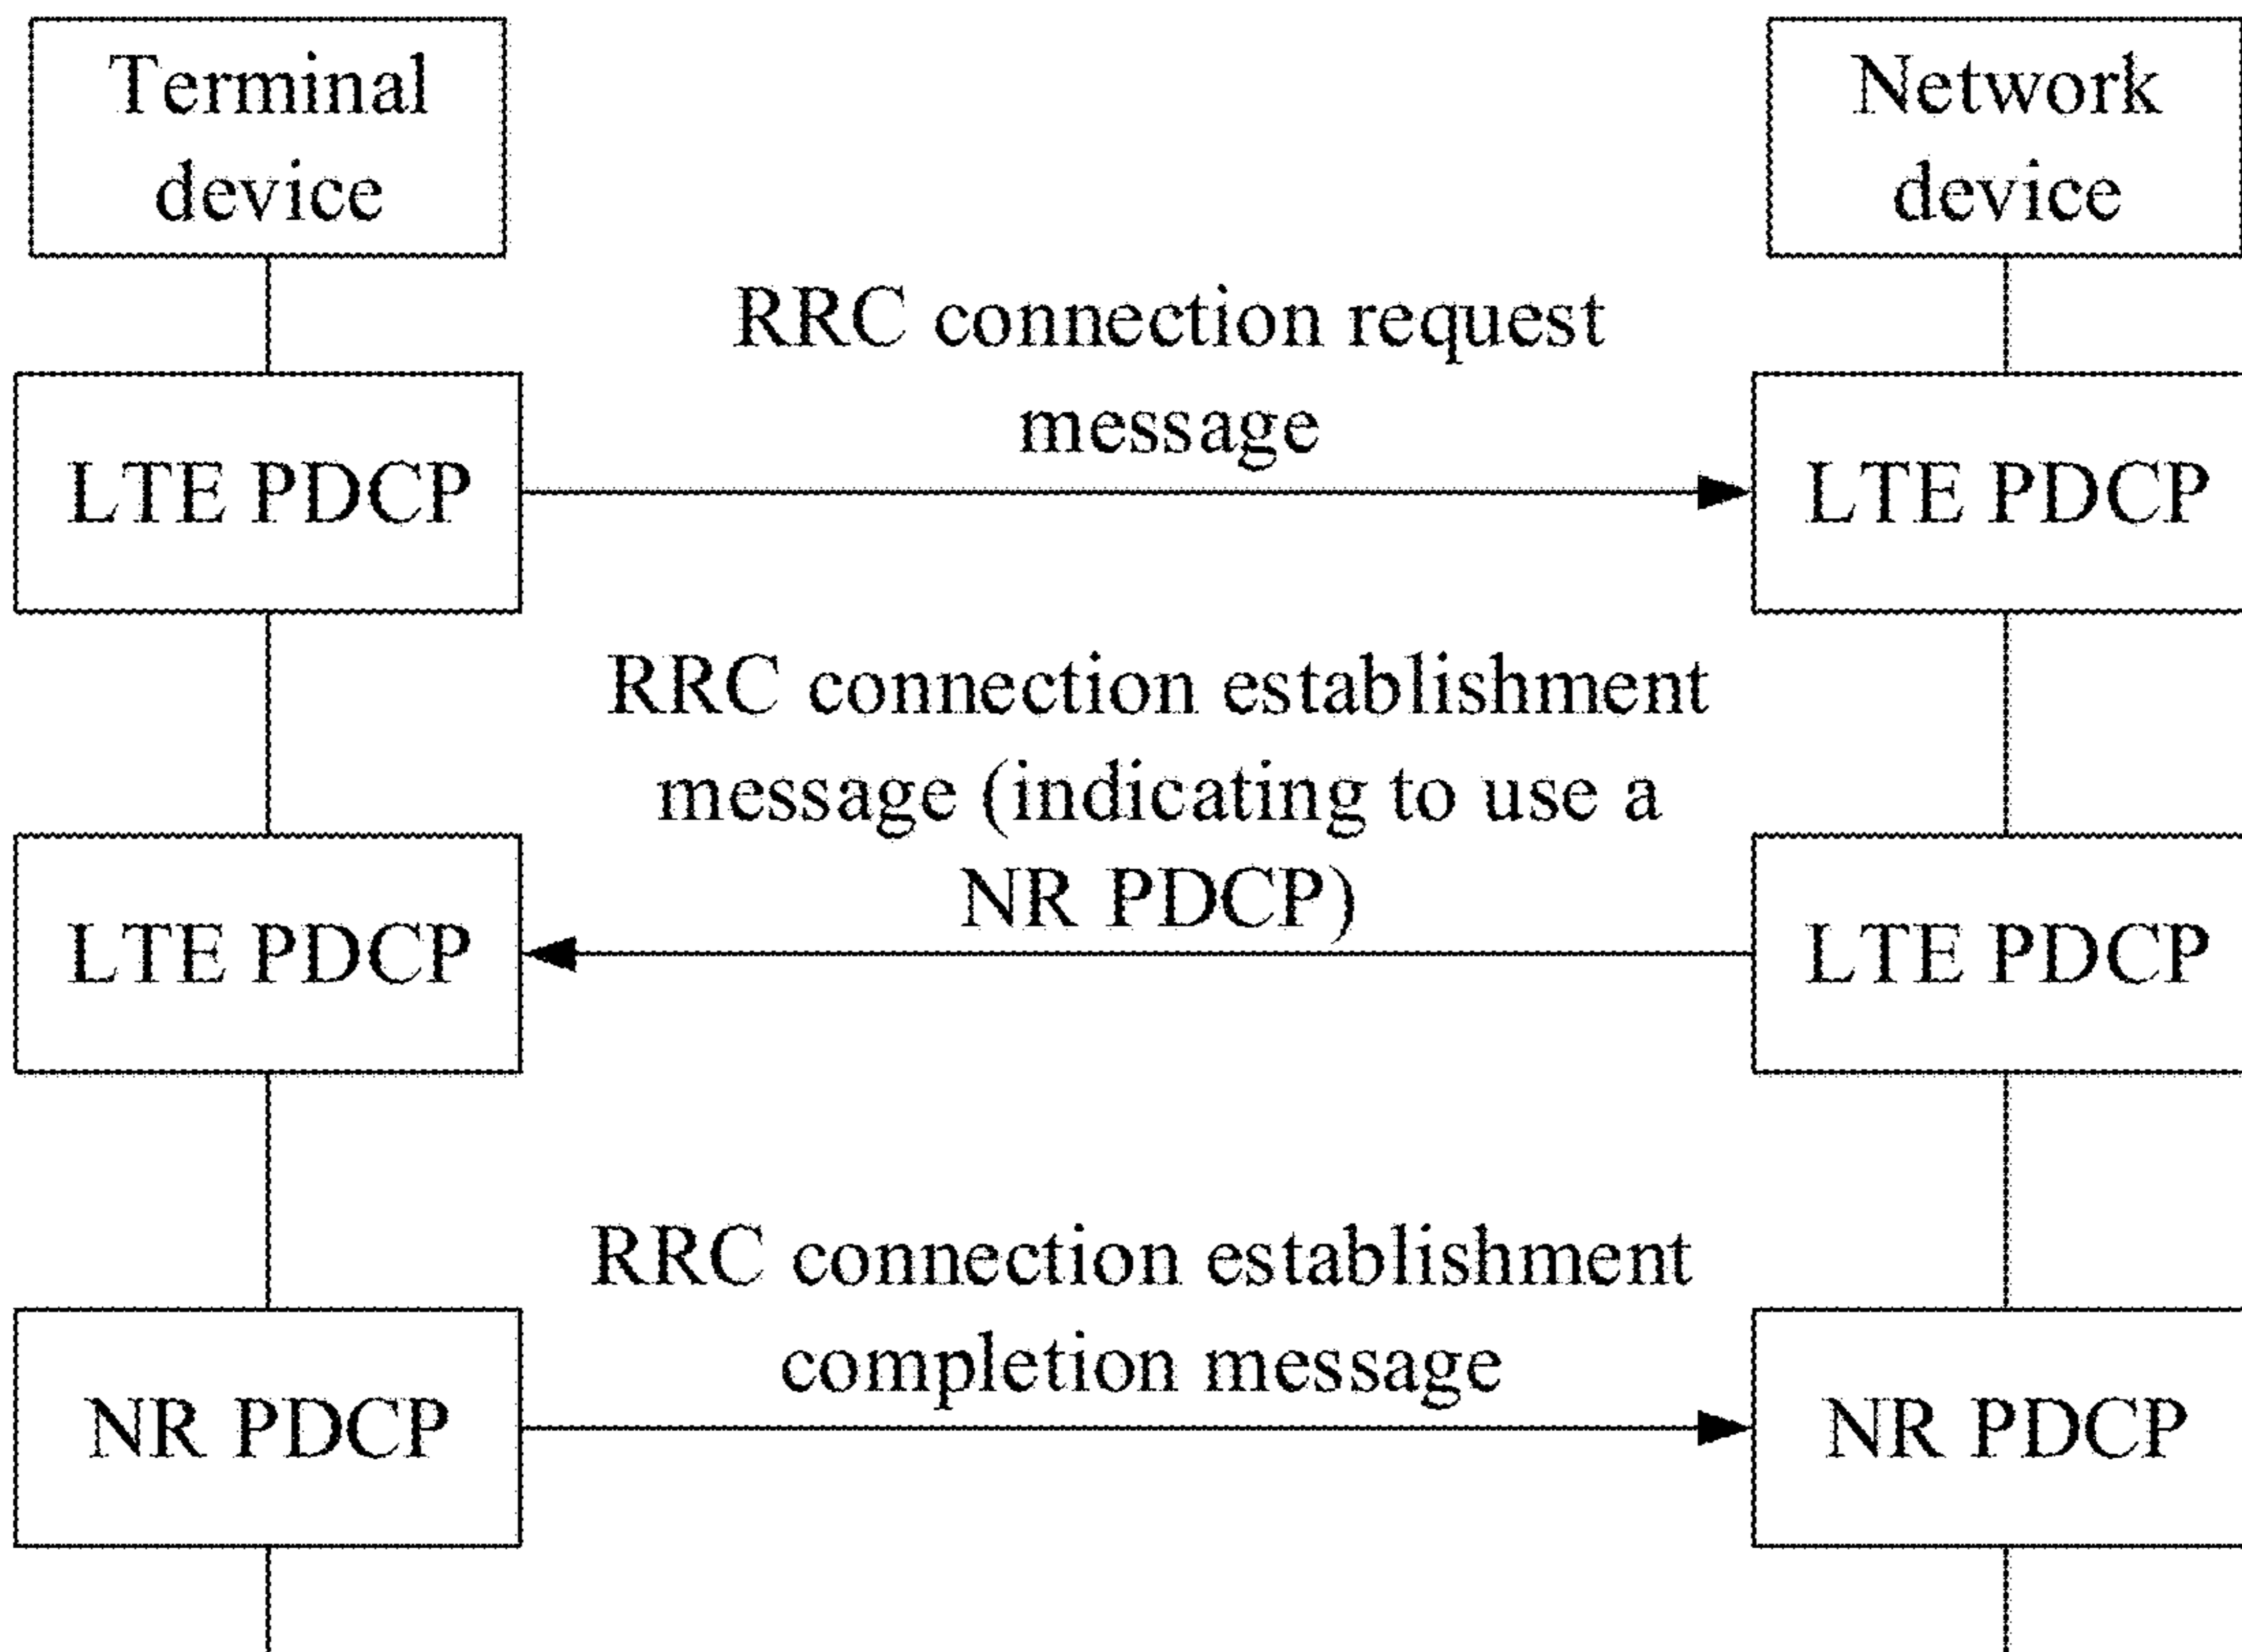 Terminal
device
Network
device
RRC connection request
message
LTE PDCP
LTE PDCP
RRC connection establishment
message (indicating to use a
NR PDCP)
LTE PDCP
LTE PDCP
RRC connection establishment
completion message
NR PDCP
NR PDCP